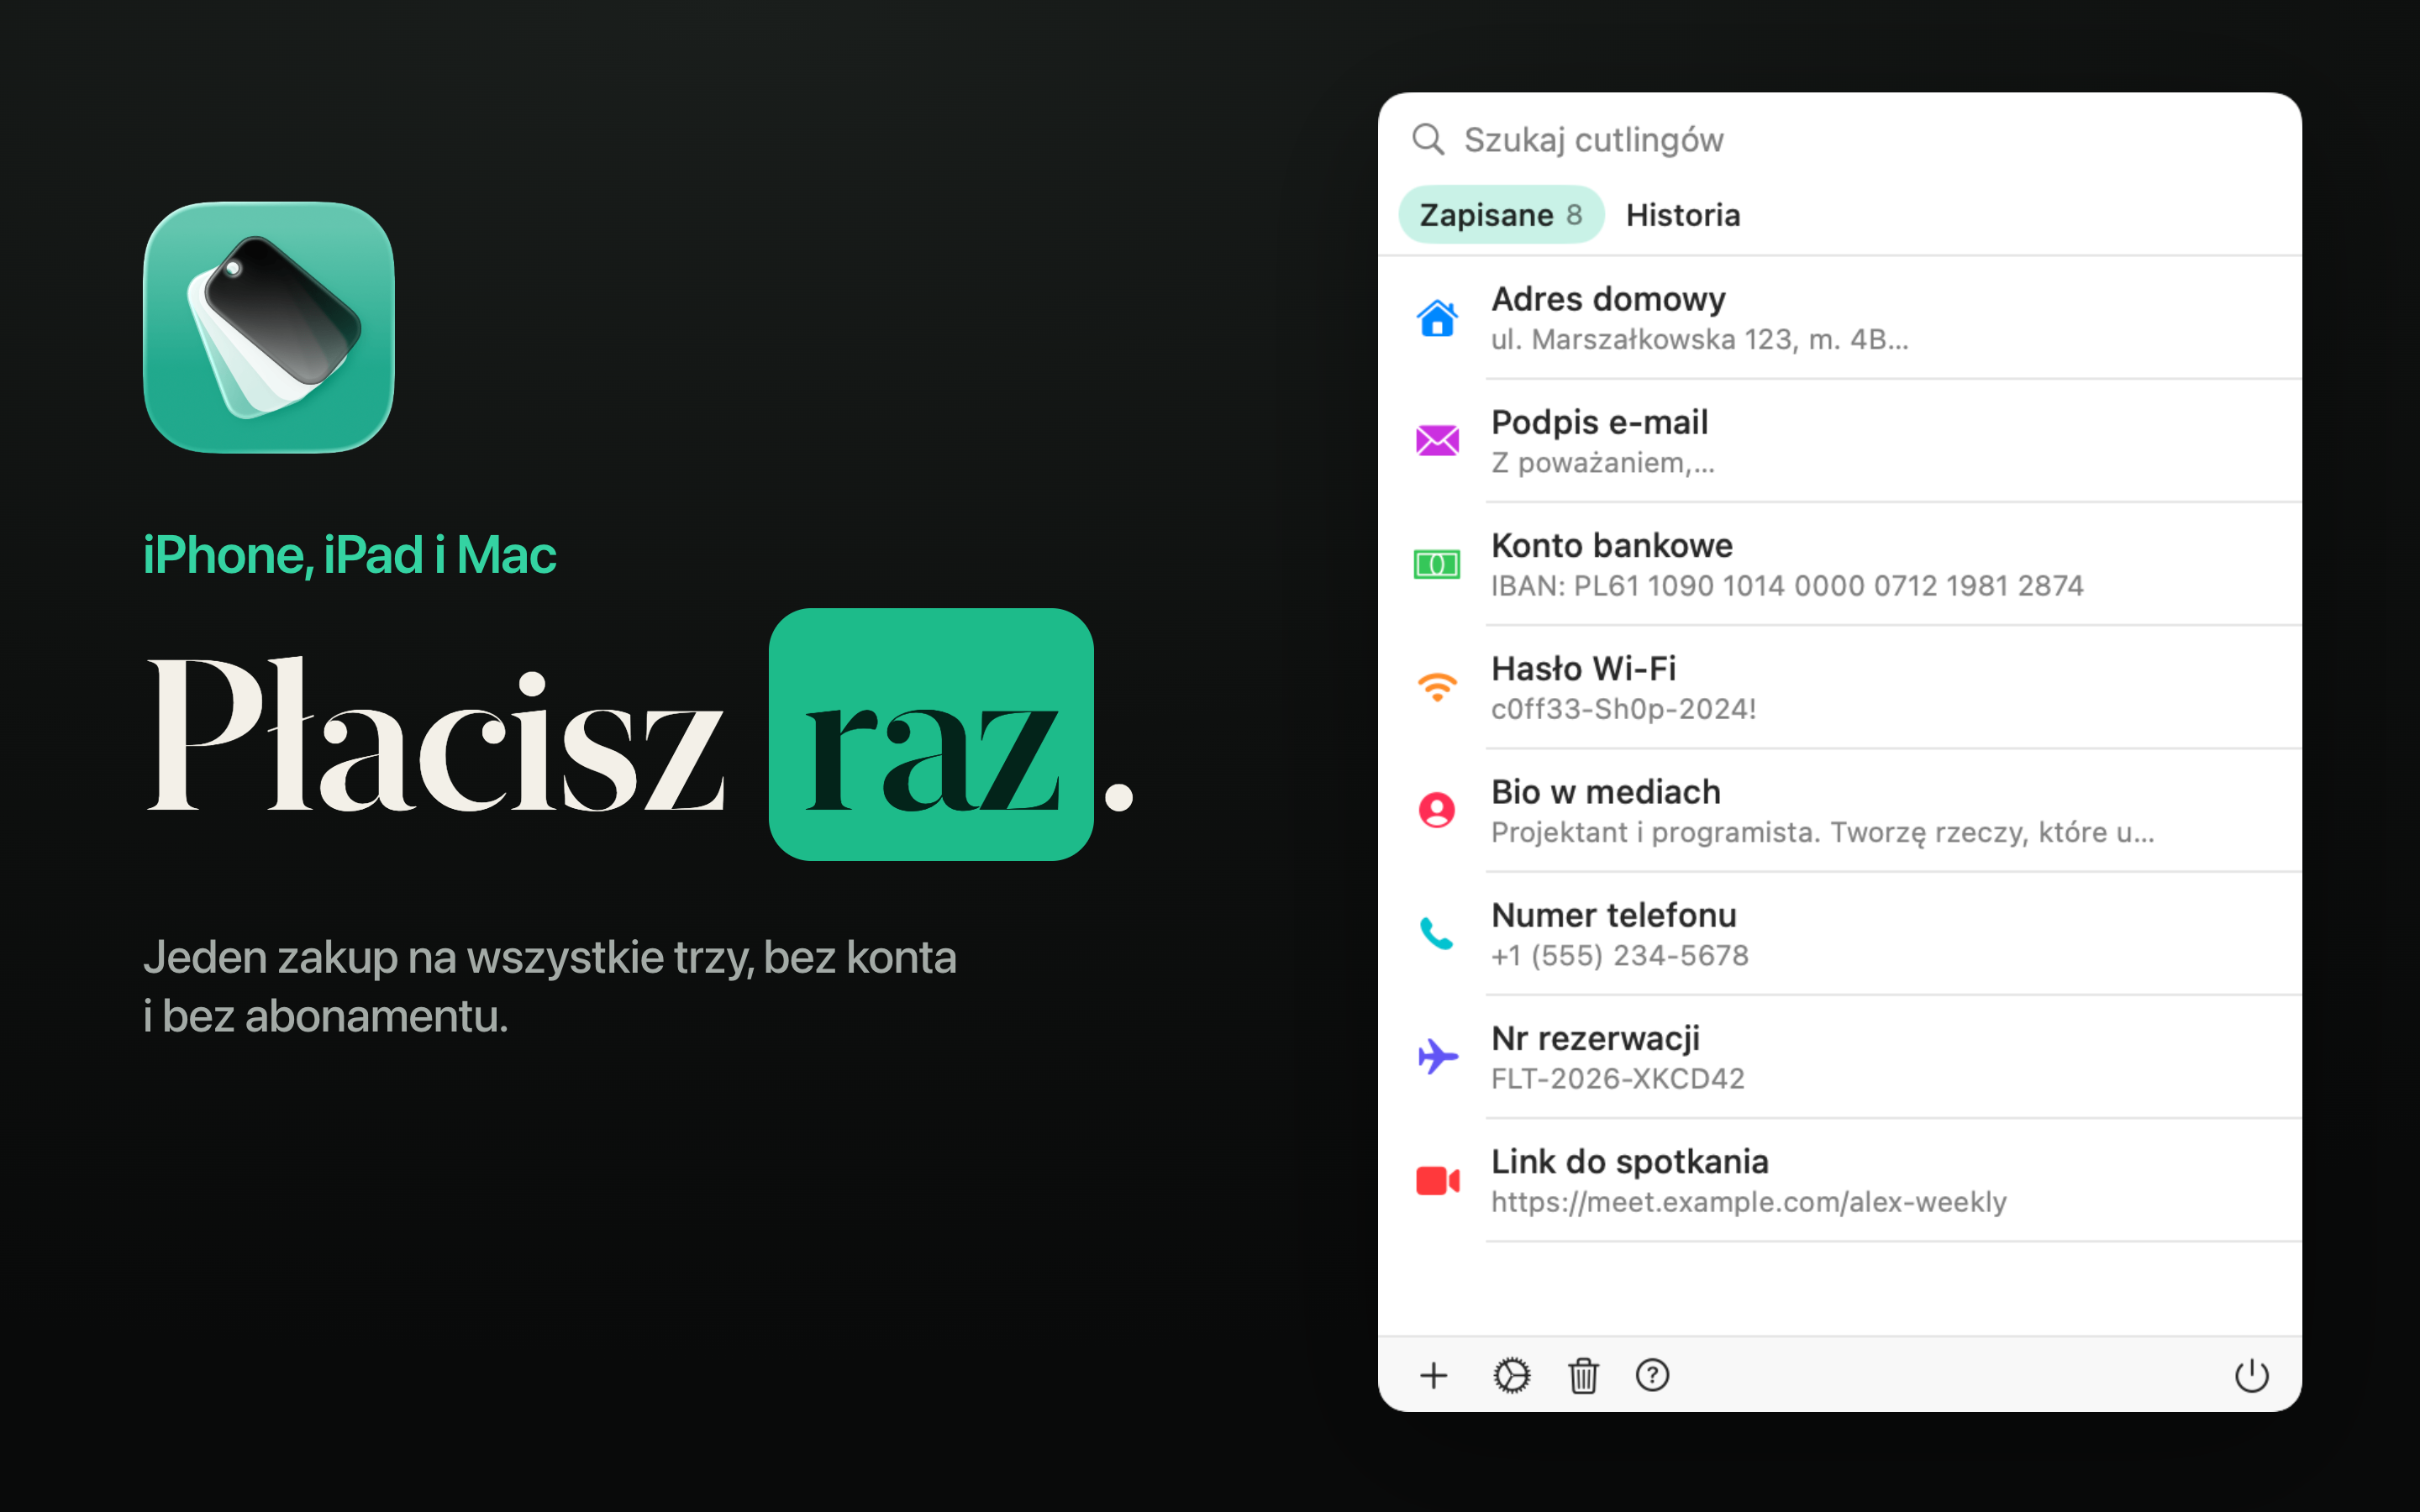 iPhone, iPad i Mac
Płacisz raz.
Jeden zakup na wszystkie trzy, bez konta
i bez abonamentu.
Szukaj cutlingów
Zapisane 8 Historia
Adres domowy
ul. Marszałkowska 123, m. 4B...
Podpis e-mail
Z poważaniem,...
Konto bankowe
IBAN: PL61 1090 1014 0000 0712 1981 2874
Hasło Wi-Fi
c0ff33-Sh0p-2024!
Bio w mediach
Projektant i programista. Tworzę rzeczy, które u...
Numer telefonu
+1 (555) 234-5678
Nr rezerwacji
FLT-2026-XKCD42
Link do spotkania
https://meet.example.com/alex-weekly